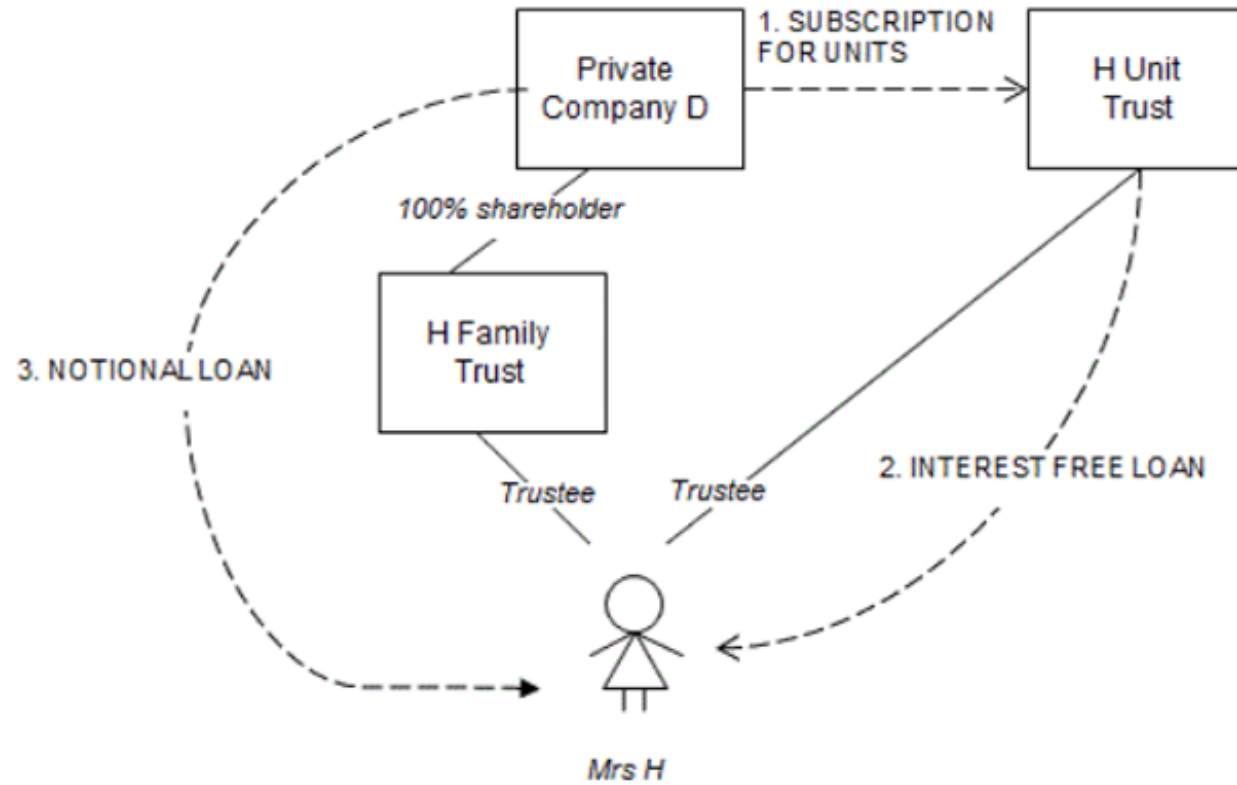 1. SUBSCRIPTION
FOR UNITS
Private
Company D
H Unit
Trust
100% shareholder
H Family
Trust
3. NOTIONAL LOAN
2. INTEREST FREE LOAN
Trustee
Trustee
Mrs H